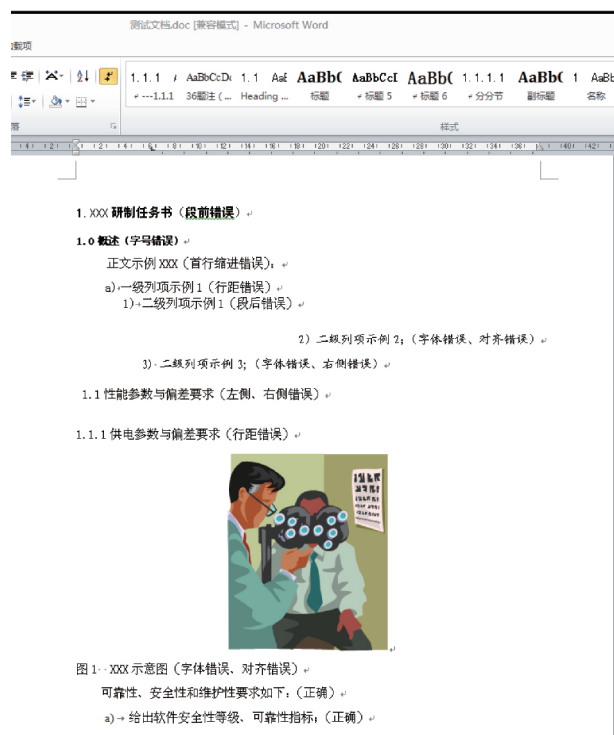 测试文档.doc [兼容模式] - Microsoft Word
加载项
1.1.1 AaBbCcDc 1.1 AaB AaBb( AaBbCcI AaBb( 1.1.1.1 AaBb( 1 AaBb
---1.1.1 36题注 (... Heading ... 标题 标题 5 标题 6 分分节 副标题 名称
落 样式
1. XXX 研制任务书（段前错误）
1.0 概述（字号错误）
正文示例 XXX（首行缩进错误）：
a) 一级列项示例 1（行距错误）
1) 二级列项示例 1（段后错误）
2) 二级列项示例 2;（字体错误、对齐错误）
3) 二级列项示例 3;（字体错误、右侧错误）
1.1 性能参数与偏差要求（左侧、右侧错误）
1.1.1 供电参数与偏差要求（行距错误）
图 1 XXX 示意图（字体错误、对齐错误）
可靠性、安全性和维护性要求如下：（正确）
a) 给出软件安全性等级、可靠性指标；（正确）